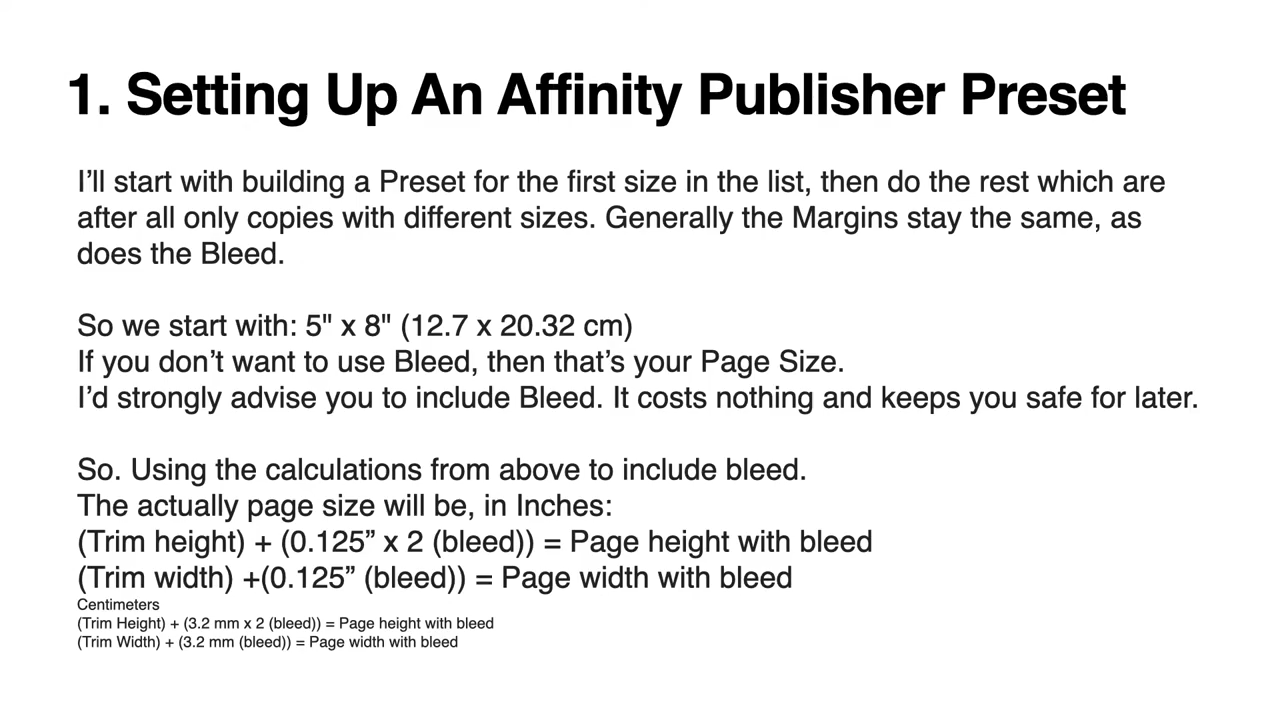 1. Setting Up An Affinity Publisher Preset
I’ll start with building a Preset for the first size in the list, then do the rest which are
after all only copies with different sizes. Generally the Margins stay the same, as
does the Bleed.
So we start with: 5" x 8" (12.7 x 20.32 cm)
If you don’t want to use Bleed, then that’s your Page Size.
I’d strongly advise you to include Bleed. It costs nothing and keeps you safe for later.
So. Using the calculations from above to include bleed.
The actually page size will be, in Inches:
(Trim height) + (0.125” x 2 (bleed)) = Page height with bleed
(Trim width) +(0.125” (bleed)) = Page width with bleed
Centimeters
(Trim Height) + (3.2 mm x 2 (bleed)) = Page height with bleed
(Trim Width) + (3.2 mm (bleed)) = Page width with bleed